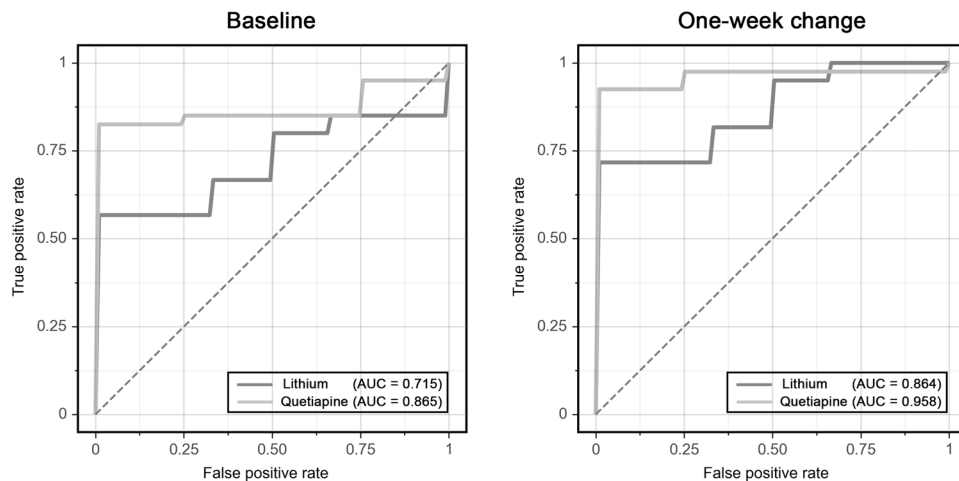 Baseline
True positive rate
1
0.75
0.50
0.25
0
Lithium (AUC = 0.715)
Quetiapine (AUC = 0.865)
0 0.25 0.50 0.75 1
False positive rate
One-week change
True positive rate
1
0.75
0.50
0.25
0
Lithium (AUC = 0.864)
Quetiapine (AUC = 0.958)
0 0.25 0.50 0.75 1
False positive rate